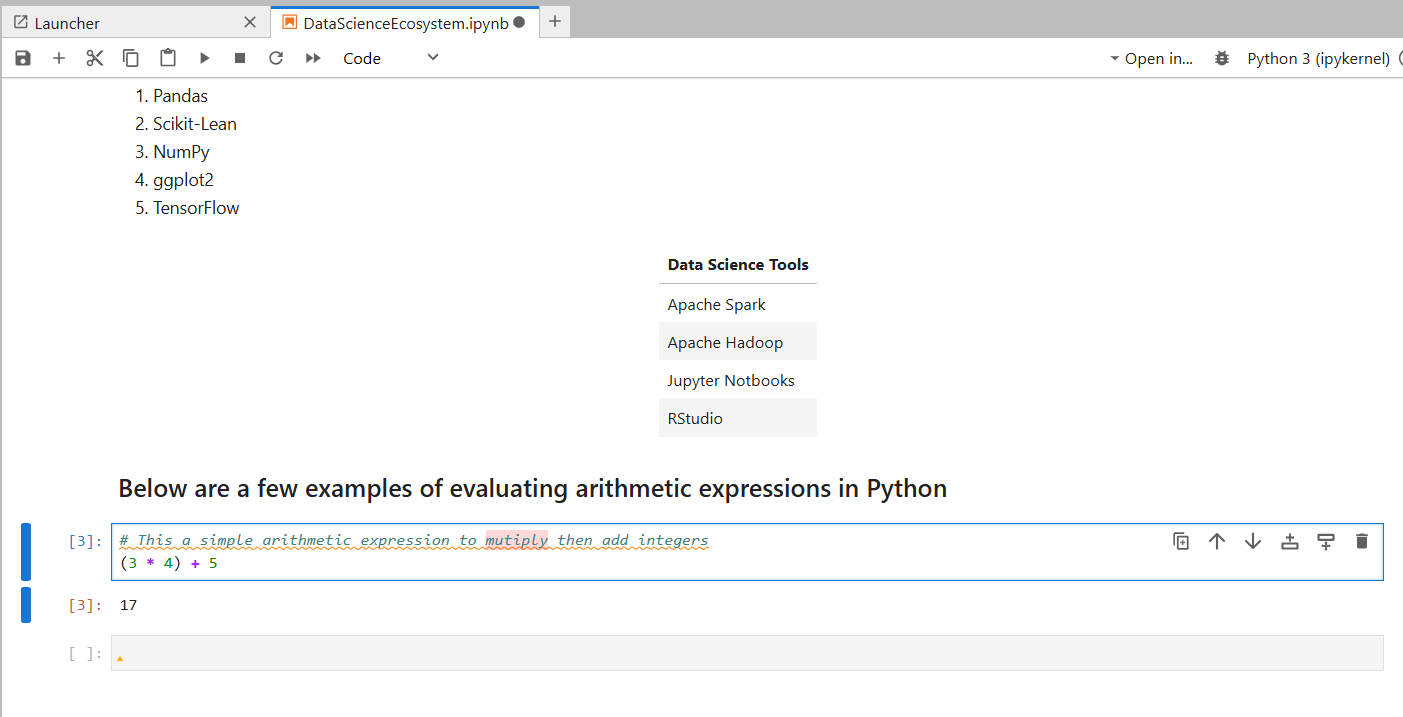 Launcher
DataScienceEcosystem.ipynb
Code
Open in...
Python 3 (ipykernel)
1. Pandas
2. Scikit-Lean
3. NumPy
4. ggplot2
5. TensorFlow
Data Science Tools
Apache Spark
Apache Hadoop
Jupyter Notbooks
RStudio
Below are a few examples of evaluating arithmetic expressions in Python
[3]: # This a simple arithmetic expression to mutiply then add integers
(3 * 4) + 5
[3]: 17
[ ]: